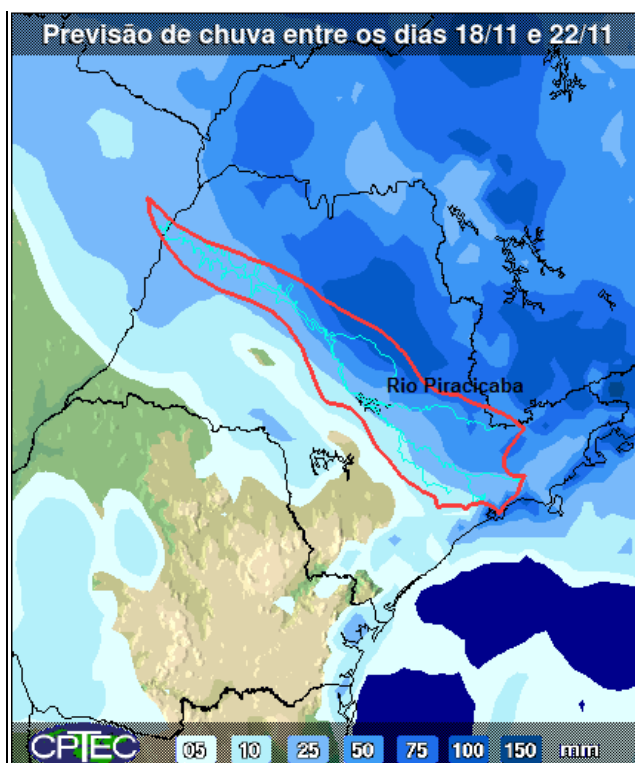 Previsão de chuva entre os dias 18/11 e 22/11
Rio Piracicaba
CPTEC 05 10 25 50 75 100 150 mm